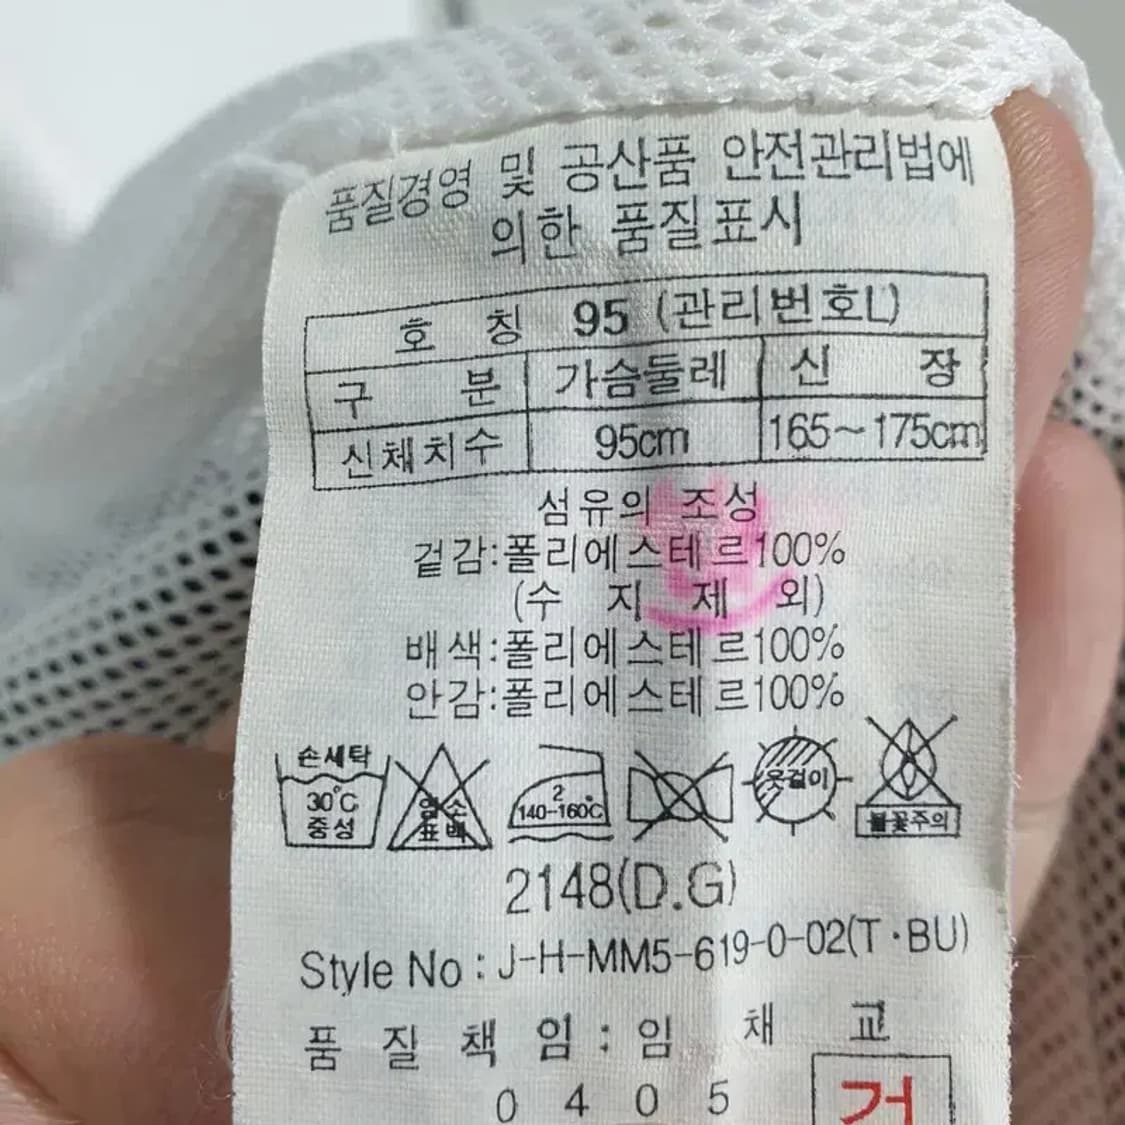 품질경영 및 공산품 안전관리법에
의한 품질표시
호 칭 95 (관리번호L)
구 분 가슴둘레 신 장
신체치수 95cm 165~175cm
섬유의 조성
겉감:폴리에스테르100%
(수 지 제 외)
배색:폴리에스테르100%
안감:폴리에스테르100%
손세탁
30°C
중성
염소
표백
2
140-160°C
옷걸이
불꽃주의
2148(D.G)
Style No : J-H-MM5-619-0-02(T·BU)
품 질 책 임 : 임 채 교
0 4 0 5